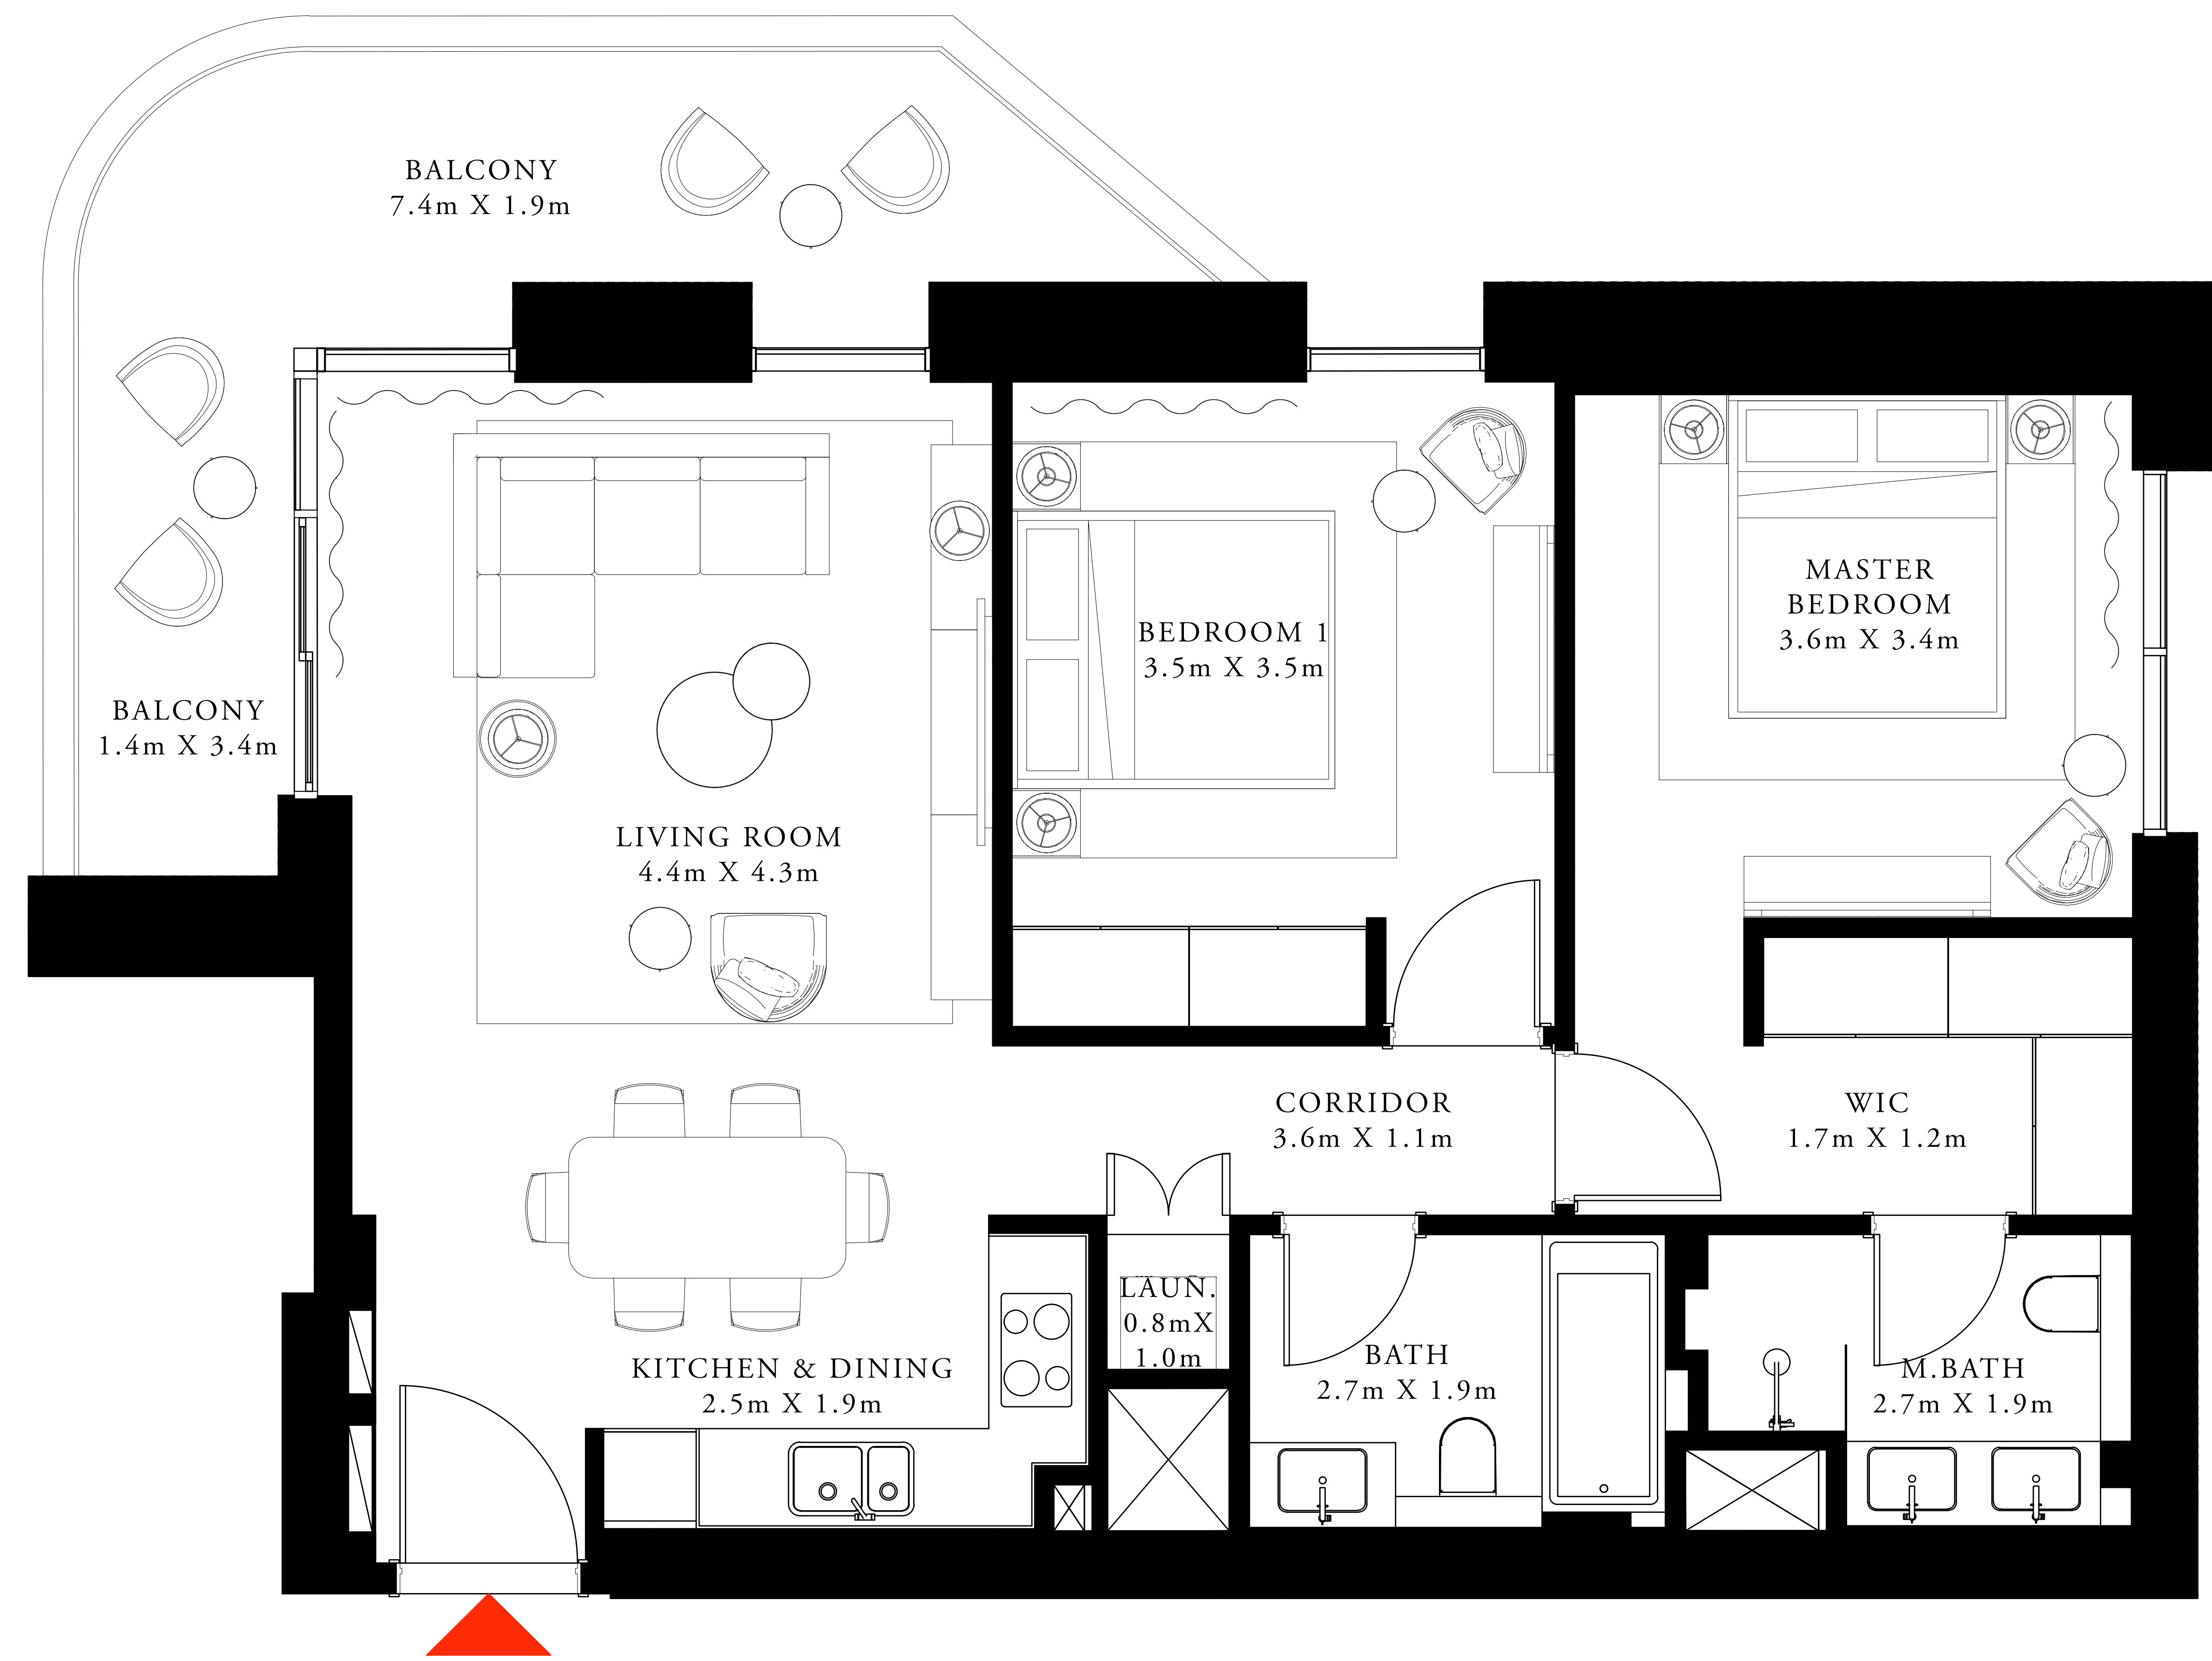 BALCONY
7.4m X 1.9m
BALCONY
1.4m X 3.4m
LIVING ROOM
4.4m X 4.3m
BEDROOM 1
3.5m X 3.5m
MASTER
BEDROOM
3.6m X 3.4m
CORRIDOR
3.6m X 1.1m
WIC
1.7m X 1.2m
KITCHEN & DINING
2.5m X 1.9m
LAUN.
0.8mX
1.0m
BATH
2.7m X 1.9m
M.BATH
2.7m X 1.9m